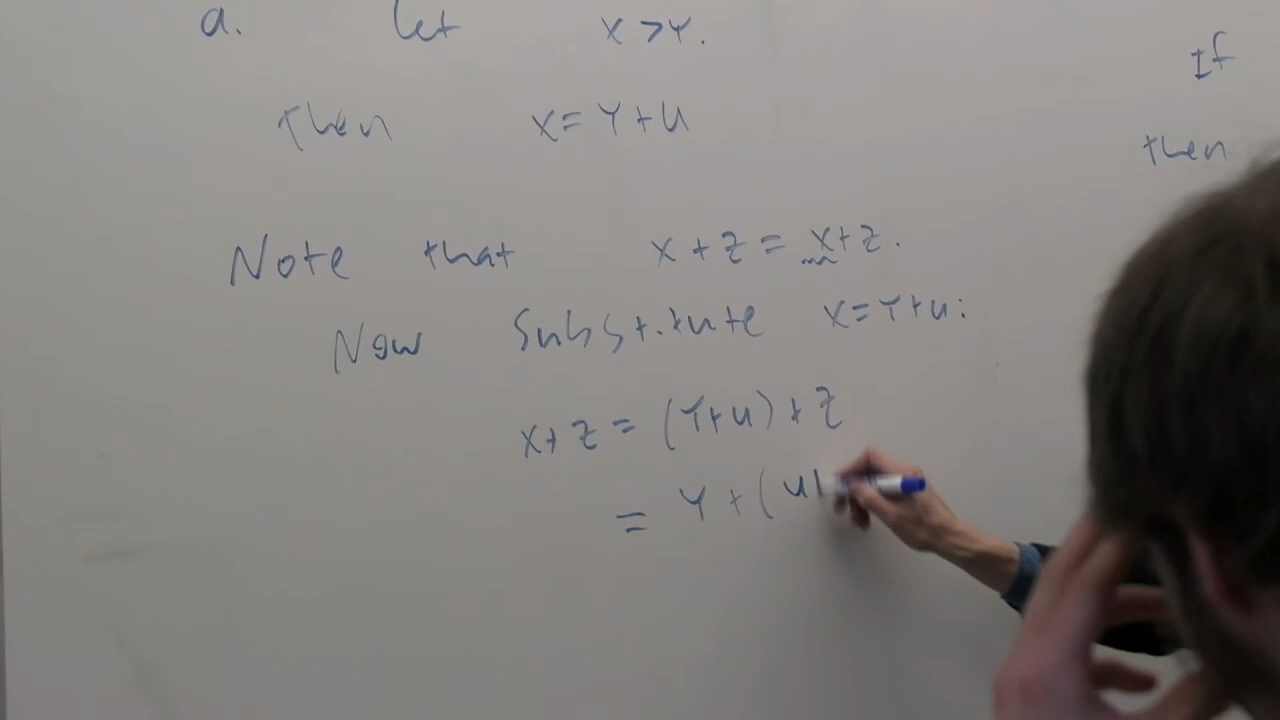 a. Let x > y.
Then x = y + u
Note that x + z = x + z.
Now Substitute x = y + u:
x + z = (y + u) + z
= y + (u
If
then